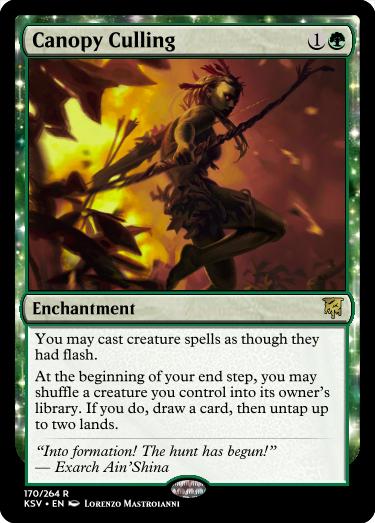 Canopy Culling 1
Enchantment
You may cast creature spells as though they
had flash.
At the beginning of your end step, you may
shuffle a creature you control into its owner's
library. If you do, draw a card, then untap up
to two lands.
“Into formation! The hunt has begun!”
— Exarch Ain'Shina
170/264 R
KSV • EN Lorenzo Mastroianni